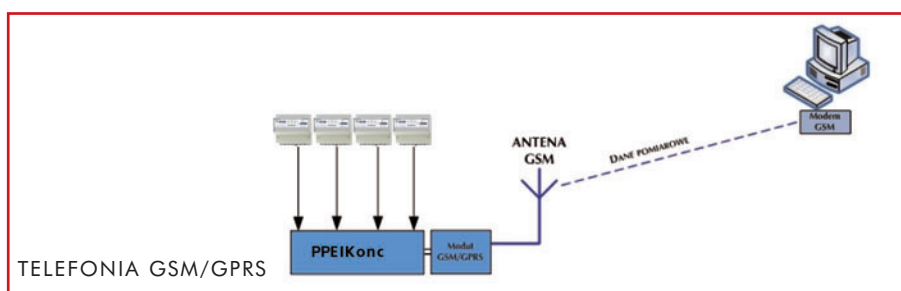 Modem
GSM
ANTENA
GSM
DANE POMIAROWE
PPEIKonc
Moduł
GSM/GPRS
TELEFONIA GSM/GPRS